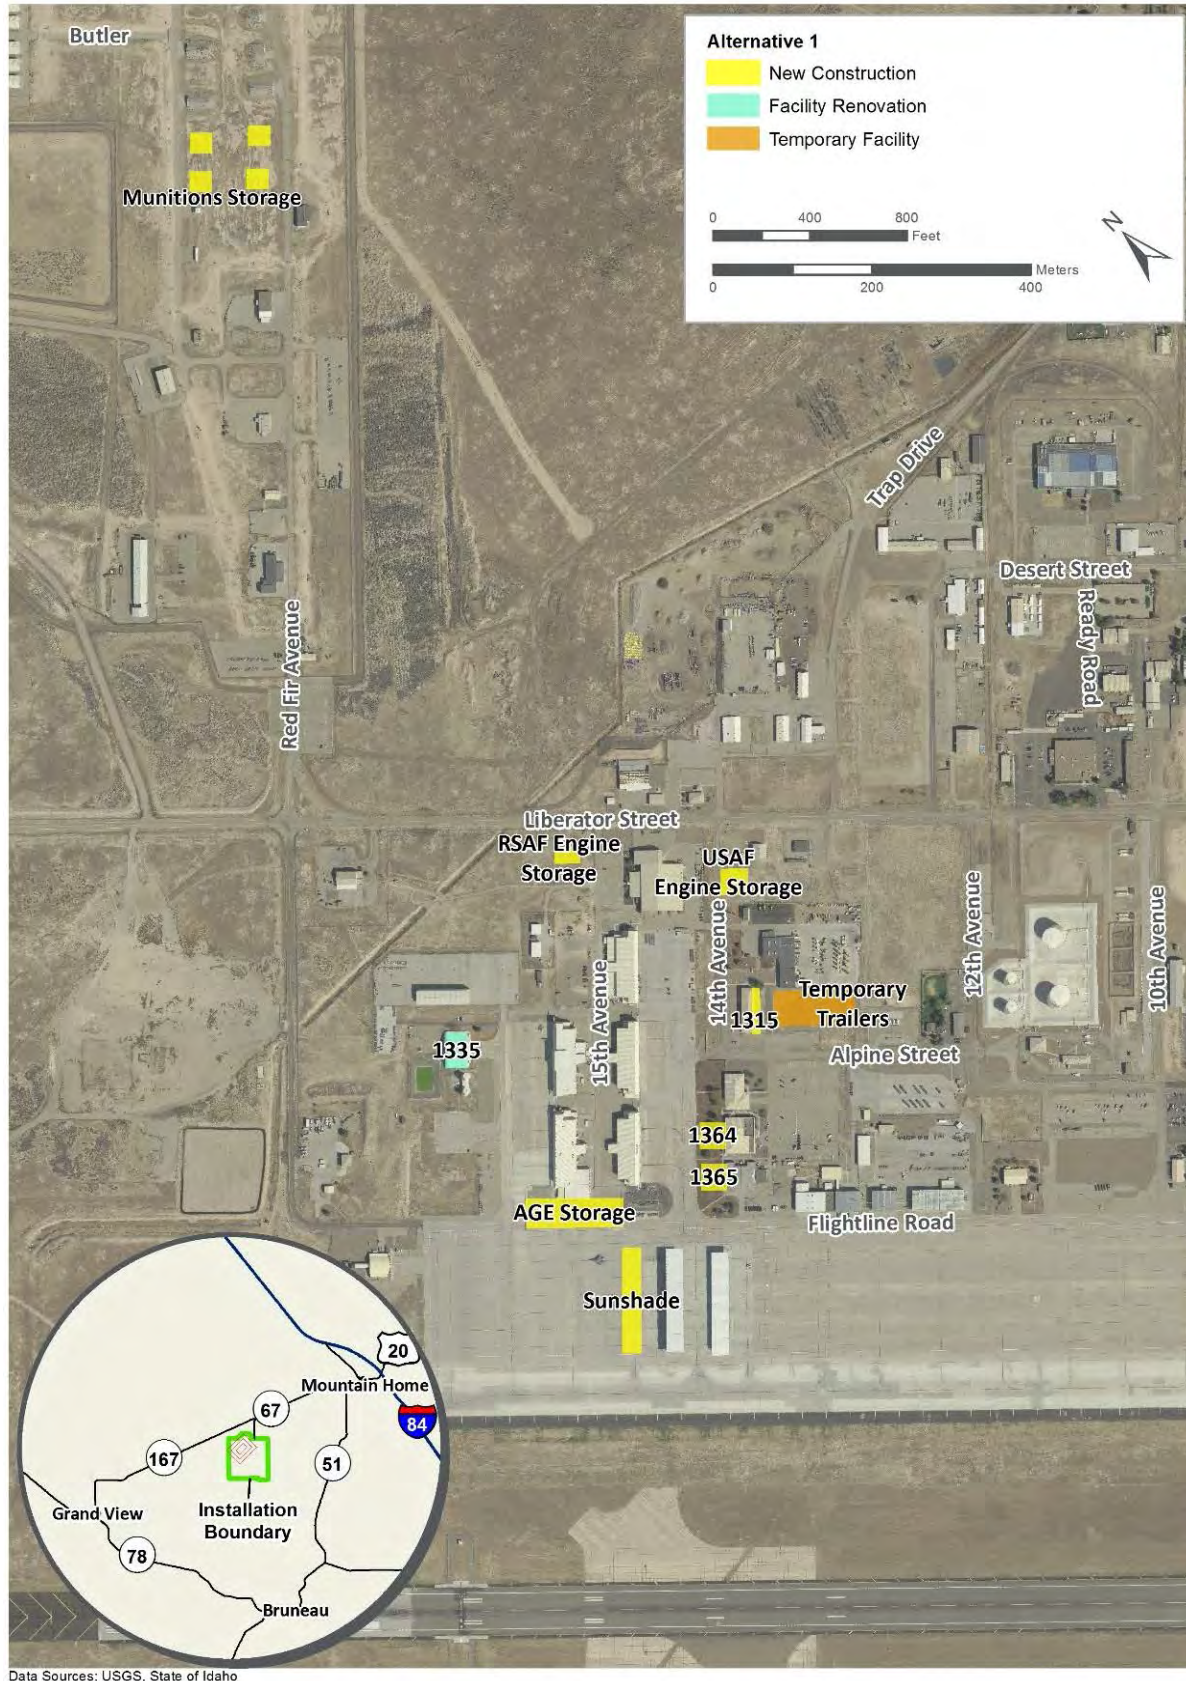 Butler
Alternative 1
New Construction
Facility Renovation
Temporary Facility
0 400 800
Feet
Meters
0 200 400
N
Munitions Storage
Trap Drive
Desert Street
Ready Road
Red Fir Avenue
Liberator Street
RSAF Engine
Storage
USAF
Engine Storage
14th Avenue
12th Avenue
10th Avenue
15th Avenue
Temporary
Trailers
1315
1335
Alpine Street
1364
1365
AGE Storage
Flightline Road
Sunshade
20
Mountain Home
67
84
167
51
Grand View
Installation
Boundary
78
Bruneau
Data Sources: USGS, State of Idaho